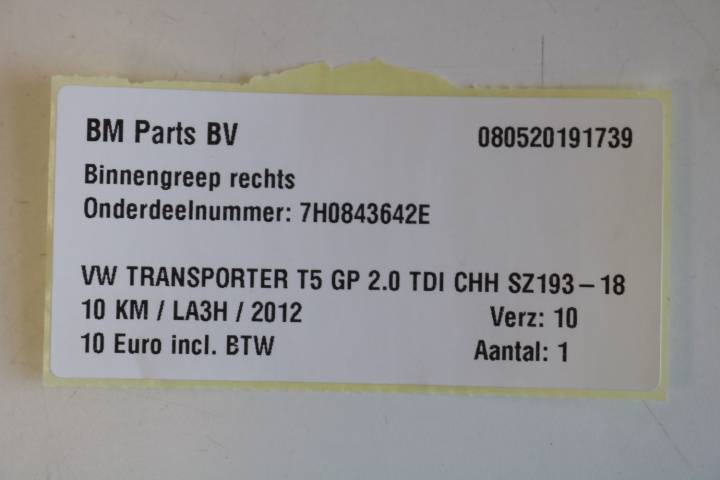 BM Parts BV 080520191739
Binnengreep rechts
Onderdeelnummer: 7H0843642E
VW TRANSPORTER T5 GP 2.0 TDI CHH SZ193-18
10 KM / LA3H / 2012 Verz: 10
10 Euro incl. BTW Aantal: 1